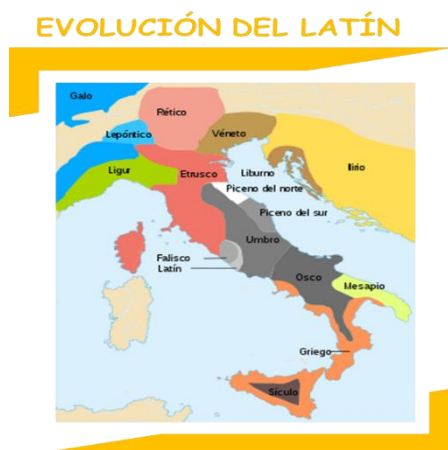 EVOLUCIÓN DEL LATÍN
Galo
Rético
Lepóntico
Véneto
Ligur
Etrusco
Liburno
Ilirio
Piceno del norte
Piceno del sur
Umbro
Falisco
Latín
Osco
Mesapio
Griego
Sículo